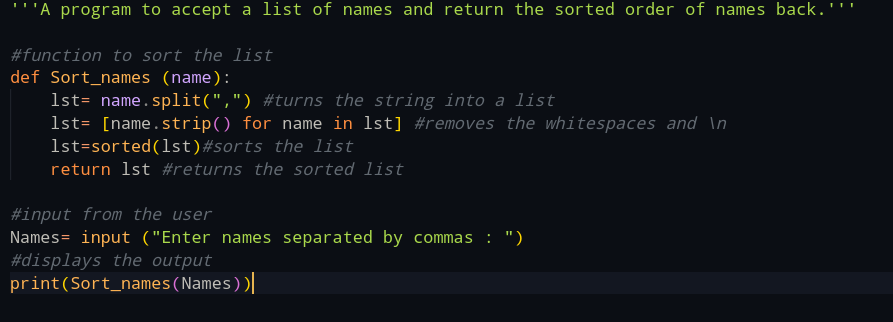 '''A program to accept a list of names and return the sorted order of names back.'''
#function to sort the list
def Sort_names (name):
    lst= name.split(",") #turns the string into a list
    lst= [name.strip() for name in lst] #removes the whitespaces and \n
    lst=sorted(lst)#sorts the list
    return lst #returns the sorted list
#input from the user
Names= input ("Enter names separated by commas : ")
#displays the output
print(Sort_names(Names))